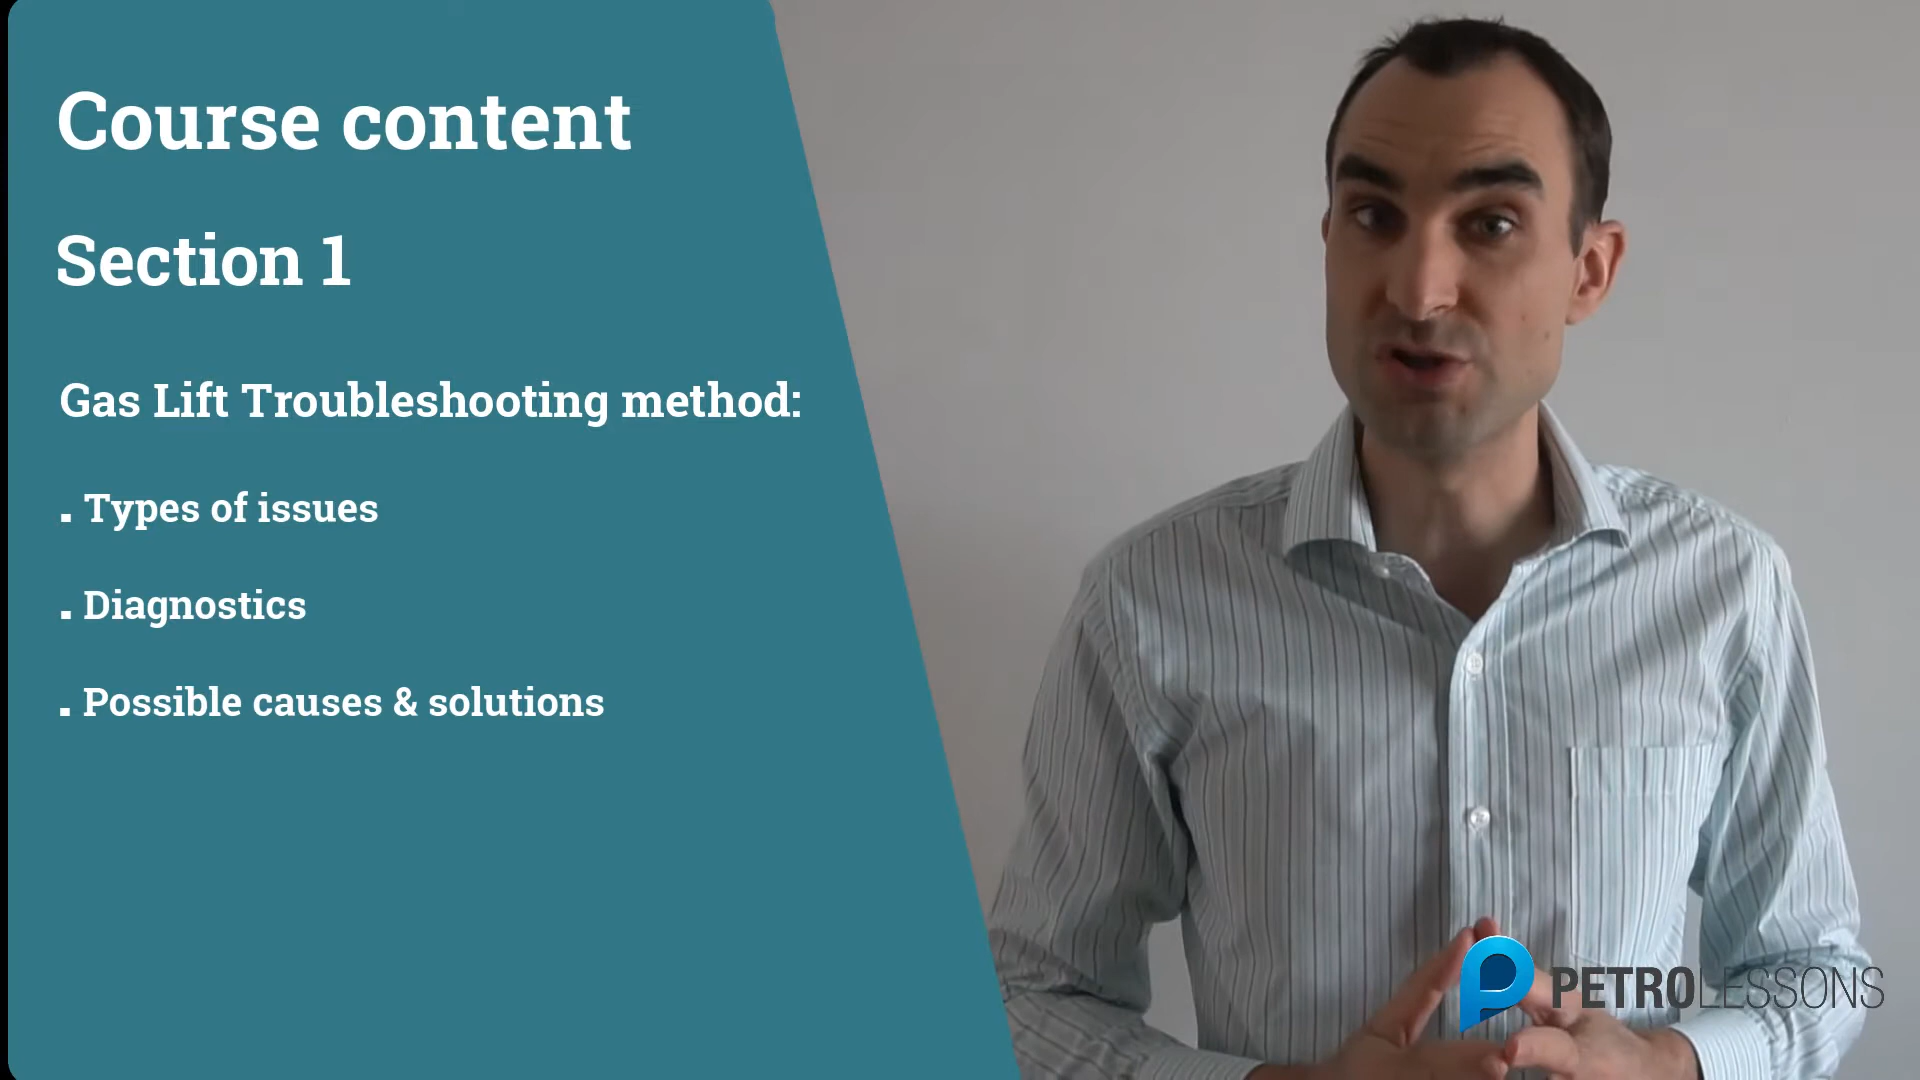 Course content
Section 1
Gas Lift Troubleshooting method:
▪ Types of issues
▪ Diagnostics
▪ Possible causes & solutions
PETROLESSONS